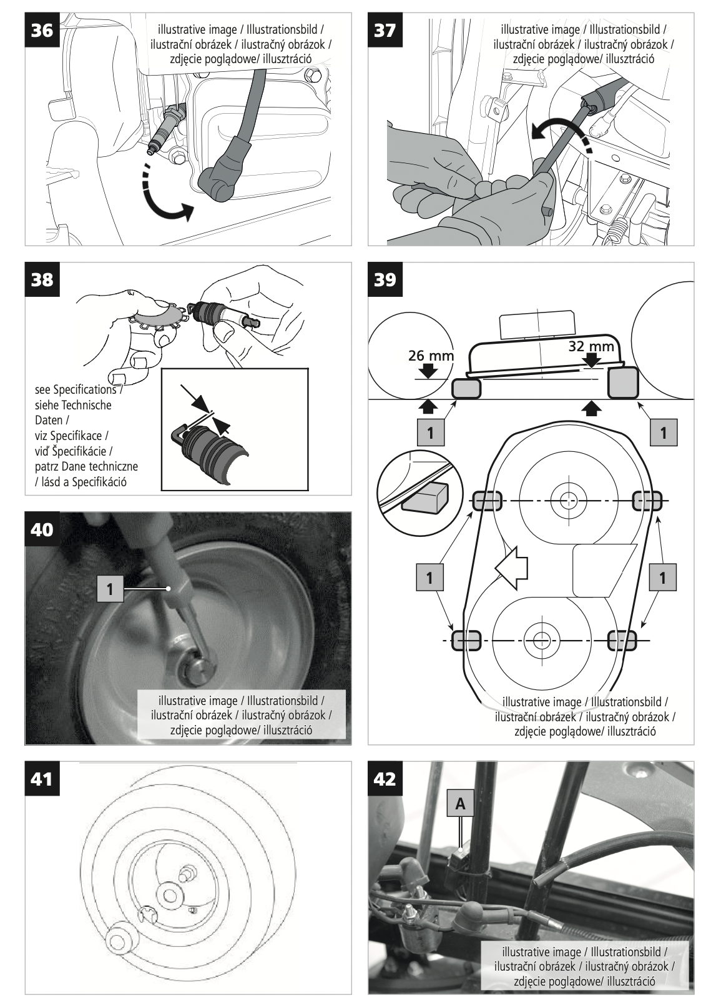 36
illustrative image / Illustrationsbild /
ilustrační obrázek / ilustračný obrázok /
zdjęcie poglądowe/ illusztráció
37
illustrative image / Illustrationsbild /
ilustrační obrázek / ilustračný obrázok /
zdjęcie poglądowe/ illusztráció
38
see Specifications /
siehe Technische
Daten /
viz Specifikace /
viď Špecifikácie /
patrz Dane techniczne
/ lásd a Specifikáció
39
26 mm
32 mm
1
1
1
1
illustrative image / Illustrationsbild /
ilustrační obrázek / ilustračný obrázok /
zdjęcie poglądowe/ illusztráció
40
1
illustrative image / Illustrationsbild /
ilustrační obrázek / ilustračný obrázok /
zdjęcie poglądowe/ illusztráció
41
42
A
illustrative image / Illustrationsbild /
ilustrační obrázek / ilustračný obrázok /
zdjęcie poglądowe/ illusztráció